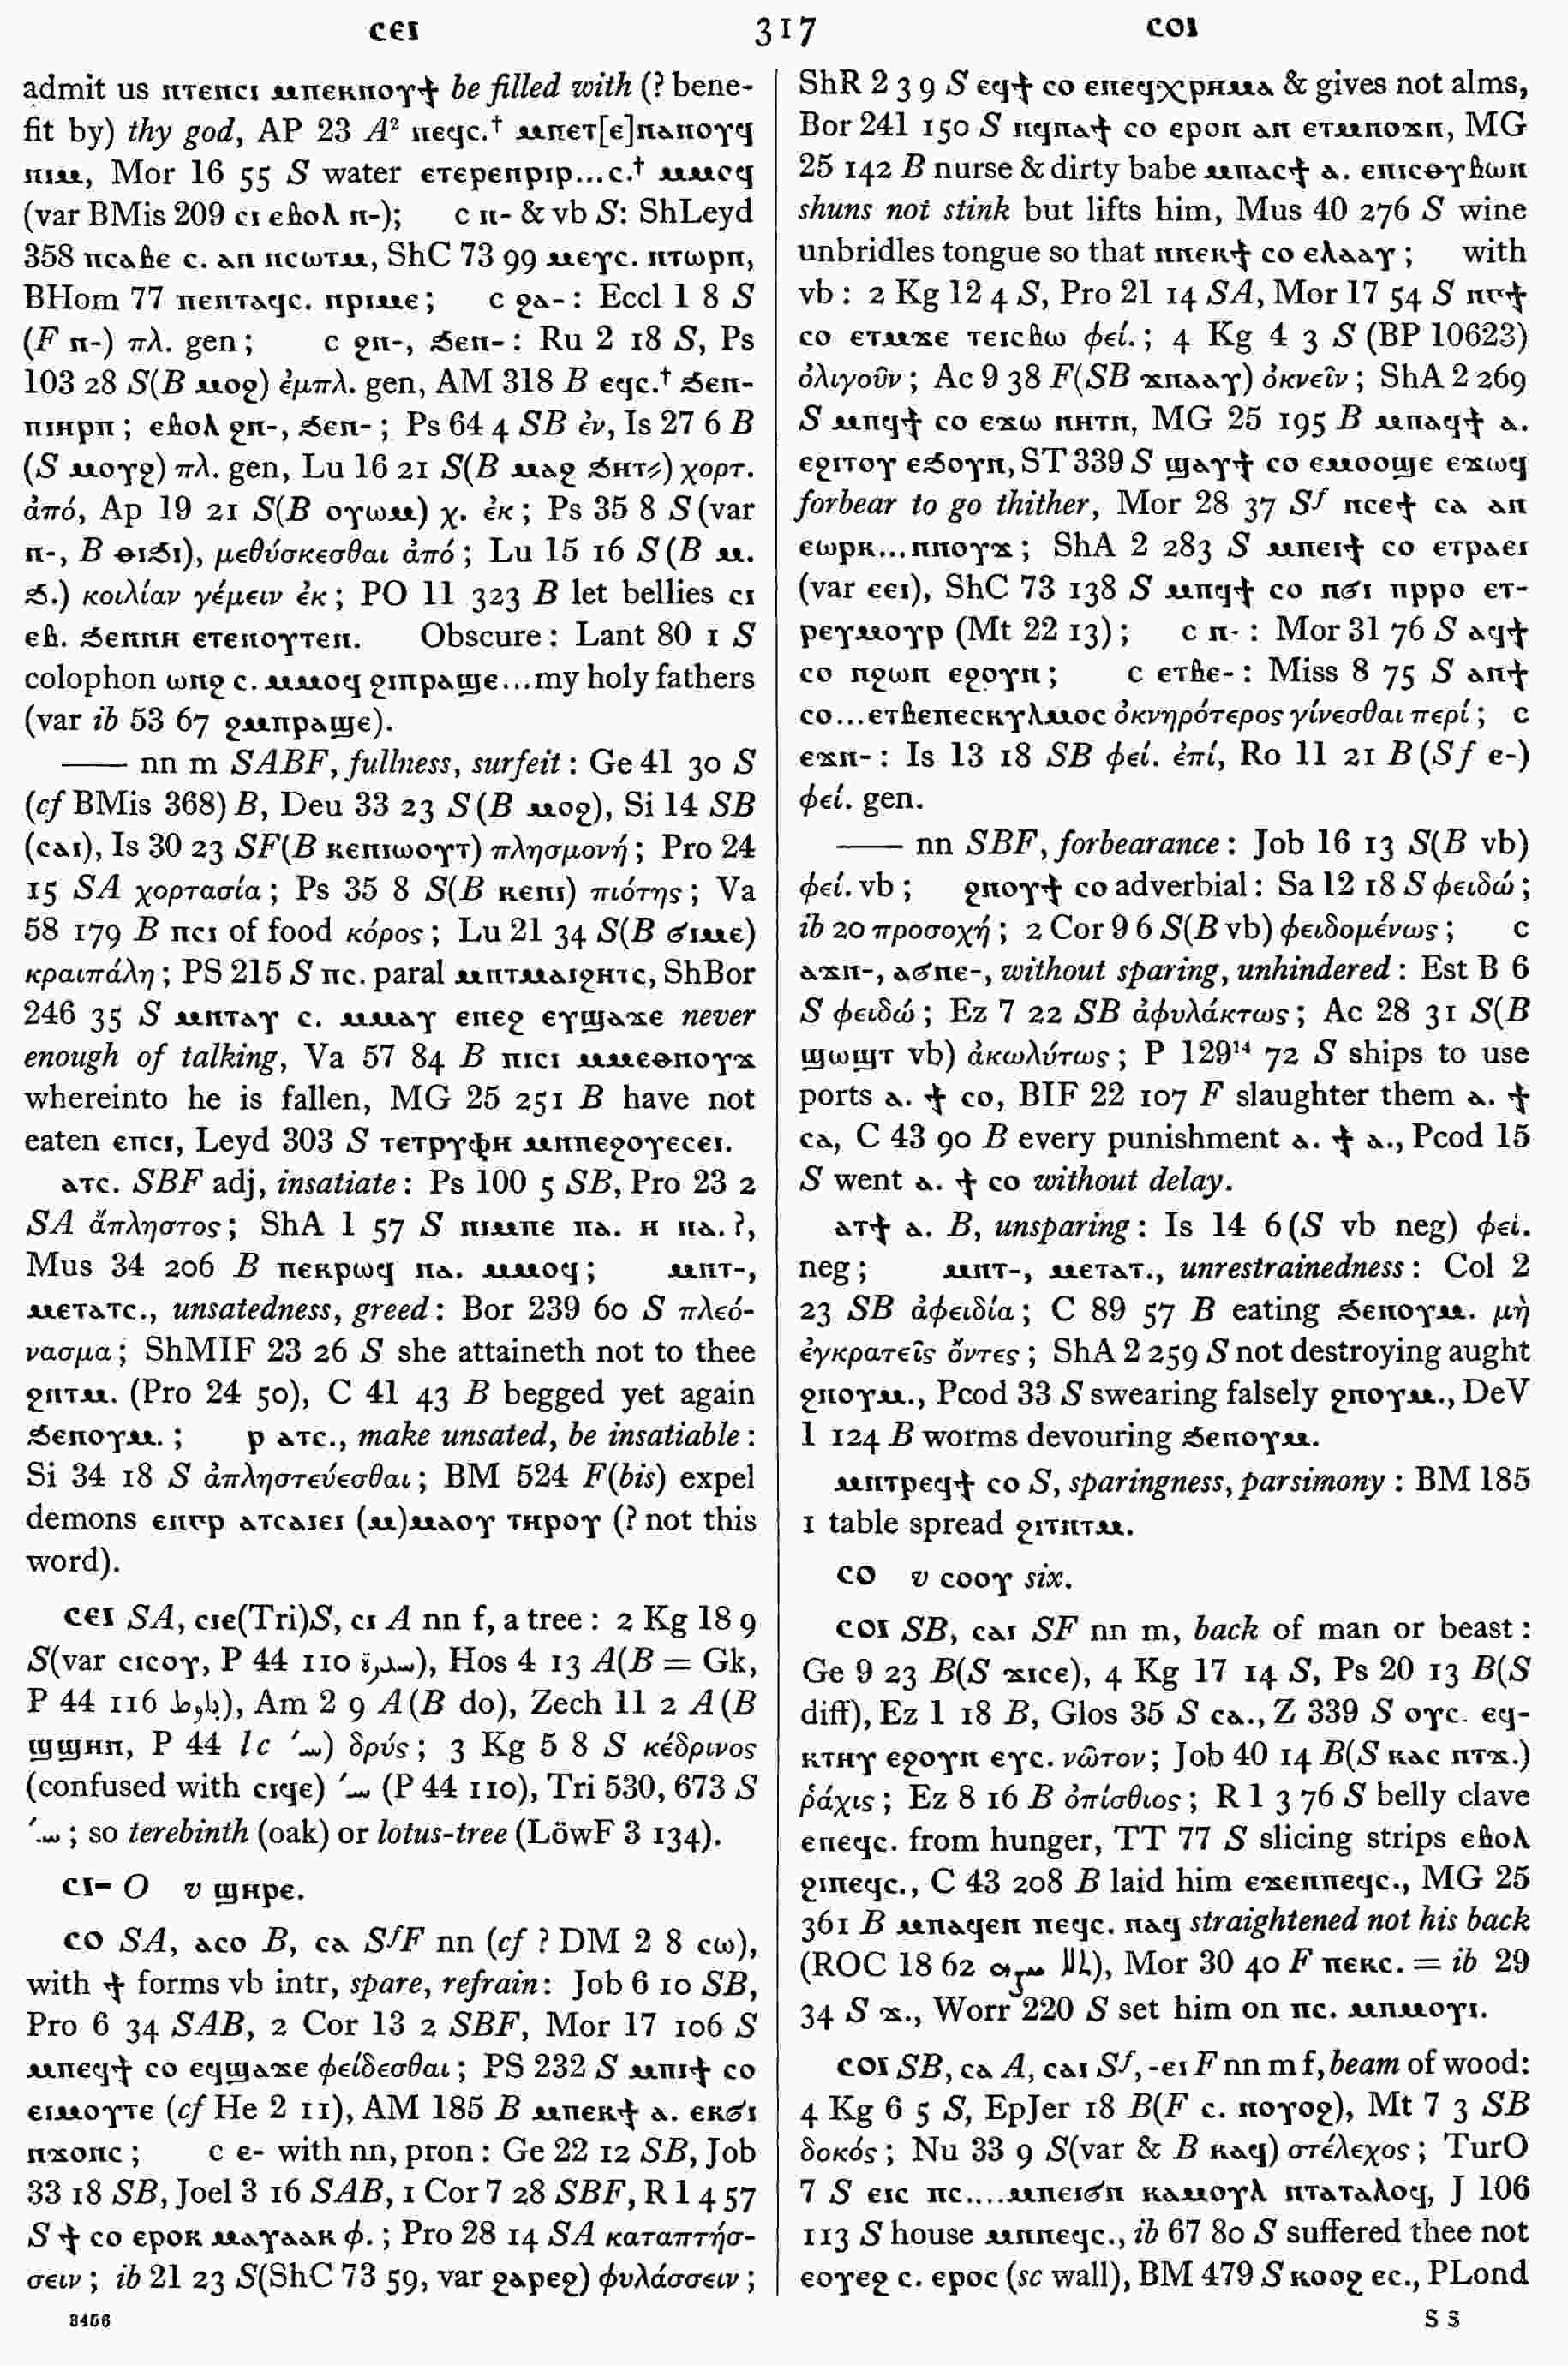 ⲥⲉⲓ
317
ⲥⲟⲓ
admit us ⲛⲧⲉⲛⲥⲓ ⲙⲡⲉⲕⲛⲟⲩϯ be filled with (? bene-
fit by) thy god, AP 23 A² ⲛⲉϥⲥ.† ⲙⲡⲉⲧ[ⲉ]ⲛⲁⲛⲟⲩϥ
ⲛⲓⲙ, Mor 16 55 S water ⲉⲧⲉⲣⲉⲛⲣⲓⲣ...ⲥ.† ⲙⲙⲟϥ
(var BMis 209 ⲥⲓ ⲉⲃⲟⲗ ⲛ-); ⲥ ⲛ- & vb S: ShLeyd
358 ⲛⲥⲁⲃⲉ ⲥ. ⲁⲛ ⲛⲥⲱⲧⲙ, ShC 73 99 ⲙⲉⲩⲥ. ⲛⲧⲱⲣⲡ,
BHom 77 ⲡⲉⲛⲧⲁϥⲥ. ⲛⲣⲓⲙⲉ; ⲥ ϩⲁ-: Eccl 1 8 S
(F ⲛ-) πλ. gen; ⲥ ϩⲛ-, ϧⲉⲛ-: Ru 2 18 S, Ps
103 28 S(B ⲙⲟϩ) ἐμπλ. gen, AM 318 B ⲉϥⲥ.† ϧⲉⲛ-
ⲡⲓⲏⲣⲡ; ⲉⲃⲟⲗ ϩⲛ-, ϧⲉⲛ-; Ps 64 4 SB ἐν, Is 27 6 B
(S ⲙⲟⲩϩ) πλ. gen, Lu 16 21 S(B ⲙⲁϩ ϧⲏⲧ⸗) χορτ.
ἀπό, Ap 19 21 S(B ⲟⲩⲱⲙ) χ. ἐκ; Ps 35 8 S(var
ⲛ-, B ⲑⲓϧⲓ), μεθύσκεσθαι ἀπό; Lu 15 16 S(B ⲙ.
ϧ.) κοιλίαν γέμειν ἐκ; PO 11 323 B let bellies ⲥⲓ
ⲉⲃ. ϧⲉⲛⲛⲏ ⲉⲧⲉⲛⲟⲩⲧⲉⲛ. Obscure: Lant 80 1 S
colophon ⲱⲛϩ ⲥ. ⲙⲙⲟϥ ϩⲓⲡⲣⲁϣⲉ...my holy fathers
(var ib 53 67 ϩⲙⲡⲣⲁϣⲉ).
—— nn m SABF, fullness, surfeit: Ge 41 30 S
(cf BMis 368) B, Deu 33 23 S(B ⲙⲟϩ), Si 14 SB
(ⲥⲁⲓ), Is 30 23 SF(B ⲕⲉⲛⲓⲱⲟⲩⲧ) πλησμονή; Pro 24
15 SA χορτασία; Ps 35 8 S(B ⲕⲉⲛⲓ) πιότης; Va
58 179 B ⲡⲥⲓ of food κόρος; Lu 21 34 S(B ϭⲓⲙⲉ)
κραιπάλη; PS 215 S ⲡⲥ. paral ⲙⲛⲧⲙⲁⲓϩⲏⲧⲥ, ShBor
246 35 S ⲙⲛⲧⲁⲩ ⲥ. ⲙⲙⲁⲩ ⲉⲛⲉϩ ⲉⲩϣⲁϫⲉ never
enough of talking, Va 57 84 B ⲡⲓⲥⲓ ⲙⲙⲉⲑⲛⲟⲩϫ
whereinto he is fallen, MG 25 251 B have not
eaten ⲉⲡⲥⲓ, Leyd 303 S ⲧⲉⲧⲣⲩⲫⲏ ⲙⲡⲡⲉϩⲟⲩⲉⲥⲉⲓ.
ⲁⲧⲥ. SBF adj, insatiate: Ps 100 5 SB, Pro 23 2
SA ἄπληστος; ShA 1 57 S ⲛⲓⲙⲡⲉ ⲡⲁ. ⲏ ⲛⲁ.?,
Mus 34 206 B ⲡⲉⲕⲣⲱϥ ⲛⲁ. ⲙⲙⲟϥ; ⲙⲛⲧ-,
ⲙⲉⲧⲁⲧⲥ., unsatedness, greed: Bor 239 60 S πλεό-
νασμα; ShMIF 23 26 S she attaineth not to thee
ϩⲛⲧⲙ. (Pro 24 50), C 41 43 B begged yet again
ϧⲉⲛⲟⲩⲙ.; ⲣ ⲁⲧⲥ., make unsated, be insatiable:
Si 34 18 S ἀπληστεύεσθαι; BM 524 F(bis) expel
demons ⲉⲛⲥⲣ ⲁⲧⲥⲁⲓⲉⲓ (ⲙ)ⲙⲁⲟⲩ ⲧⲏⲣⲟⲩ (? not this
word).
ⲥⲉⲓ SA, ⲥⲓⲉ(Tri)S, ⲥⲓ A nn f, a tree: 2 Kg 18 9
S(var ⲥⲓⲥⲟⲩ, P 44 110 ), Hos 4 13 A(B = Gk,
P 44 116 ), Am 2 9 A(B do), Zech 11 2 A(B
ϣϣⲏⲛ, P 44 lc ) δρύς; 3 Kg 5 8 S κέδρινος
(confused with ⲥⲓϥⲉ) (P 44 110), Tri 530, 673 S
; so terebinth (oak) or lotus-tree (LöwF 3 134).
ⲥⲓ- O v ϣⲏⲣⲉ.
ⲥⲟ SA, ⲁⲥⲟ B, ⲥⲁ SᶠF nn (cf ? DM 2 8 ⲥⲱ),
with ϯ forms vb intr, spare, refrain: Job 6 10 SB,
Pro 6 34 SAB, 2 Cor 13 2 SBF, Mor 17 106 S
ⲙⲡⲉϥϯ ⲥⲟ ⲉϥϣⲁϫⲉ φείδεσθαι; PS 232 S ⲙⲡⲓϯ ⲥⲟ
ⲉⲓⲙⲟⲩⲧⲉ (cf He 2 11), AM 185 B ⲙⲡⲉⲕϯ ⲁ. ⲉⲕϭⲓ
ⲛϫⲟⲛⲥ; ⲥ ⲉ- with nn, pron: Ge 22 12 SB, Job
33 18 SB, Joel 3 16 SAB, 1 Cor 7 28 SBF, R 1 4 57
S ϯ ⲥⲟ ⲉⲣⲟⲕ ⲙⲁⲩⲁⲁⲕ φ.; Pro 28 14 SA καταπτήσ-
σειν; ib 21 23 S(ShC 73 59, var ϩⲁⲣⲉϩ) φυλάσσειν;
8456
ShR 2 3 9 S ⲉϥϯ ⲥⲟ ⲉⲡⲉϥⲭⲣⲏⲙⲁ & gives not alms,
Bor 241 150 S ⲛϥⲛⲁϯ ⲥⲟ ⲉⲣⲟⲛ ⲁⲛ ⲉⲧⲙⲡⲟϫⲛ, MG
25 142 B nurse & dirty babe ⲙⲡⲁⲥϯ ⲁ. ⲉⲡⲓⲥⲑⲩⲃⲱⲛ
shuns not stink but lifts him, Mus 40 276 S wine
unbridles tongue so that ⲛⲛⲉⲕϯ ⲥⲟ ⲉⲗⲁⲁⲩ; with
vb: 2 Kg 12 4 S, Pro 21 14 SA, Mor 17 54 S ⲛⲅϯ
ⲥⲟ ⲉⲧⲙϫⲉ ⲧⲉⲓⲥⲃⲱ φεί.; 4 Kg 4 3 S (BP 10623)
ὀλιγοῦν; Ac 9 38 F(SB ϫⲛⲁⲁⲩ) ὀκνεῖν; ShA 2 269
S ⲙⲡϥϯ ⲥⲟ ⲉϫⲱ ⲛⲏⲧⲛ, MG 25 195 B ⲙⲡⲁϥϯ ⲁ.
ⲉϩⲓⲧⲟⲩ ⲉϧⲟⲩⲛ, ST 339 S ϣⲁⲩϯ ⲥⲟ ⲉⲙⲟⲟϣⲉ ⲉϫⲱϥ
forbear to go thither, Mor 28 37 Sᶠ ⲛⲥⲉϯ ⲥⲁ ⲁⲛ
ⲉⲱⲣⲕ...ⲛⲛⲟⲩϫ; ShA 2 283 S ⲙⲡⲉⲓϯ ⲥⲟ ⲉⲧⲣⲁⲉⲓ
(var ⲉⲉⲓ), ShC 73 138 S ⲙⲡϥϯ ⲥⲟ ⲛϭⲓ ⲡⲣⲣⲟ ⲉⲧ-
ⲣⲉⲩⲙⲟⲩⲣ (Mt 22 13); ⲥ ⲛ-: Mor 31 76 S ⲁϥϯ
ⲥⲟ ⲛϩⲱⲛ ⲉϩⲟⲩⲛ; ⲥ ⲉⲧⲃⲉ-: Miss 8 75 S ⲁⲛϯ
ⲥⲟ...ⲉⲧⲃⲉⲡⲉⲥⲕⲩⲗⲙⲟⲥ ὀκνηρότερος γίνεσθαι περί; ⲥ
ⲉϫⲛ-: Is 13 18 SB φεί. ἐπί, Ro 11 21 B(Sf ⲉ-)
φεί. gen.
—— nn SBF, forbearance: Job 16 13 S(B vb)
φεί. vb; ϩⲛⲟⲩϯ ⲥⲟ adverbial: Sa 12 18 S φειδώ;
ib 20 προσοχή; 2 Cor 9 6 S(B vb) φειδομένως; ⲥ
ⲁϫⲛ-, ⲁϭⲛⲉ-, without sparing, unhindered: Est B 6
S φειδώ; Ez 7 22 SB ἀφυλάκτως; Ac 28 31 S(B
ϣⲱϣⲧ vb) ἀκωλύτως; P 129¹⁴ 72 S ships to use
ports ⲁ. ϯ ⲥⲟ, BIF 22 107 F slaughter them ⲁ. ϯ
ⲥⲁ, C 43 90 B every punishment ⲁ. ϯ ⲁ., Pcod 15
S went ⲁ. ϯ ⲥⲟ without delay.
ⲁⲧϯ ⲁ. B, unsparing: Is 14 6 (S vb neg) φεί.
neg; ⲙⲛⲧ-, ⲙⲉⲧⲁⲧ., unrestrainedness: Col 2
23 SB ἀφειδία; C 89 57 B eating ϧⲉⲛⲟⲩⲙ. μὴ
ἐγκρατεῖς ὄντες; ShA 2 259 S not destroying aught
ϩⲛⲟⲩⲙ., Pcod 33 S swearing falsely ϩⲛⲟⲩⲙ., DeV
1 124 B worms devouring ϧⲉⲛⲟⲩⲙ.
ⲙⲛⲧⲣⲉϥϯ ⲥⲟ S, sparingness, parsimony: BM 185
1 table spread ϩⲓⲧⲛⲧⲙ.
ⲥⲟ v ⲥⲟⲟⲩ six.
ⲥⲟⲓ SB, ⲥⲁⲓ SF nn m, back of man or beast:
Ge 9 23 B(S ϫⲓⲥⲉ), 4 Kg 17 14 S, Ps 20 13 B(S
diff), Ez 1 18 B, Glos 35 S ⲥⲁ., Z 339 S ⲟⲩⲥ. ⲉϥ-
ⲕⲧⲏⲩ ⲉϩⲟⲩⲛ ⲉⲩⲥ. νῶτον; Job 40 14 B(S ⲕⲁⲥ ⲛⲧϫ.)
ῥάχις; Ez 8 16 B ὀπίσθιος; R 1 3 76 S belly clave
ⲉⲡⲉϥⲥ. from hunger, TT 77 S slicing strips ⲉⲃⲟⲗ
ϩⲓⲡⲉϥⲥ., C 43 208 B laid him ⲉϫⲉⲛⲡⲉϥⲥ., MG 25
361 B ⲙⲡⲁϥⲉⲛ ⲡⲉϥⲥ. ⲛⲁϥ straightened not his back
(ROC 18 62 ), Mor 30 40 F ⲡⲉⲕⲥ. = ib 29
34 S ϫ., Worr 220 S set him on ⲡⲥ. ⲙⲡⲙⲟⲩⲓ.
ⲥⲟⲓ SB, ⲥⲁ A, ⲥⲁⲓ Sᶠ, -ⲉⲓ F nn m f, beam of wood:
4 Kg 6 5 S, EpJer 18 B(F ⲥ. ⲛⲟⲩⲟϩ), Mt 7 3 SB
δοκός; Nu 33 9 S(var & B ⲕⲁϥ) στέλεχος; TurO
7 S ⲉⲓⲥ ⲡⲥ....ⲙⲡⲉⲓϭⲛ ⲕⲁⲙⲟⲩⲗ ⲛⲧⲁⲧⲁⲗⲟϥ, J 106
113 S house ⲙⲛⲛⲉϥⲥ., ib 67 80 S suffered thee not
ⲉⲟⲩⲉϩ ⲥ. ⲉⲣⲟⲥ (sc wall), BM 479 S ⲕⲟⲟϩ ⲉⲥ., PLond
S s